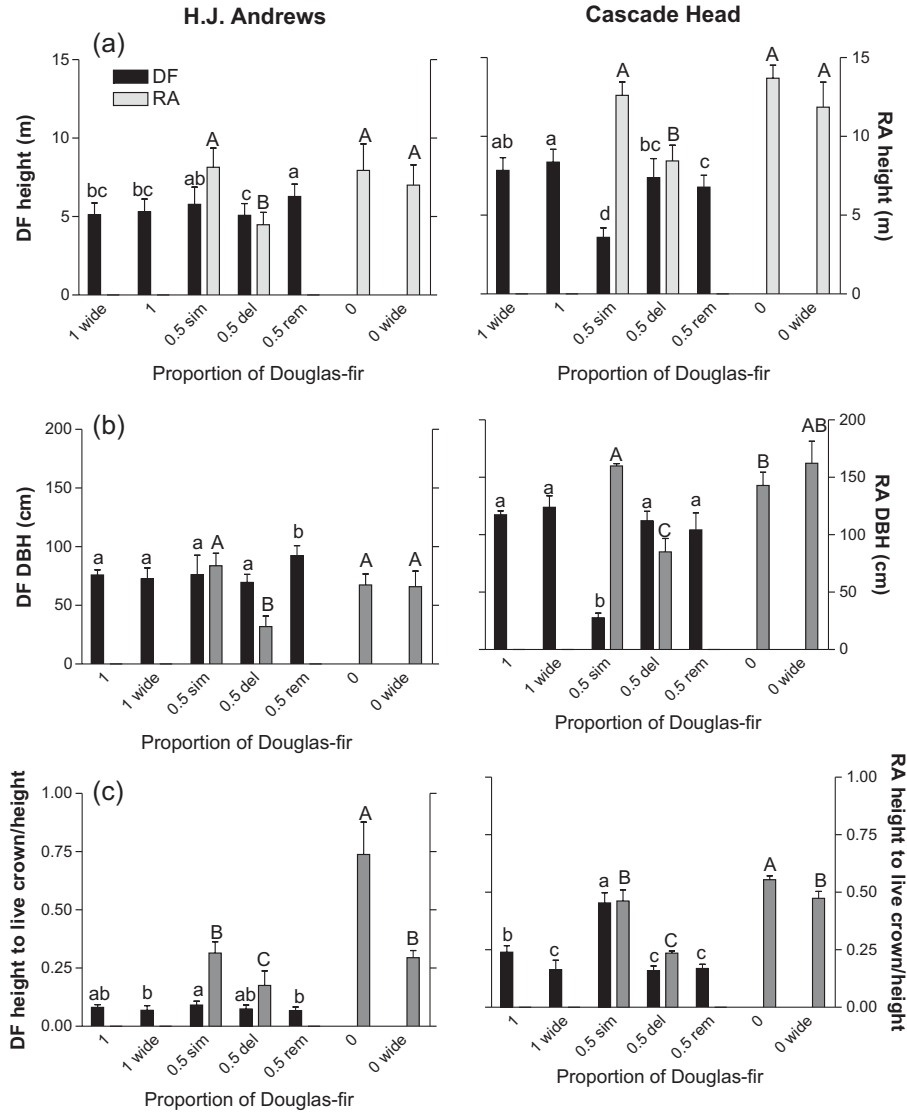 H.J. Andrews
Cascade Head
(a)
DF
RA
DF height (m)
15
10
5
0
bc
bc
ab
A
c
B
a
A
A
1 wide
1
0.5 sim
0.5 del
0.5 rem
0
0 wide
Proportion of Douglas-fir
ab
a
d
A
bc
B
c
A
A
15
10
5
0
RA height (m)
1 wide
1
0.5 sim
0.5 del
0.5 rem
0
0 wide
Proportion of Douglas-fir
(b)
DF DBH (cm)
200
150
100
50
0
a
a
a
A
a
B
b
A
A
1
1 wide
0.5 sim
0.5 del
0.5 rem
0
0 wide
Proportion of Douglas-fir
a
a
b
A
a
C
a
B
AB
200
150
100
50
0
RA DBH (cm)
1
1 wide
0.5 sim
0.5 del
0.5 rem
0
0 wide
Proportion of Douglas-fir
(c)
DF height to live crown/height
1.00
0.75
0.50
0.25
0.00
ab
b
a
B
ab
C
b
A
B
1
1 wide
0.5 sim
0.5 del
0.5 rem
0
0 wide
Proportion of Douglas-fir
b
c
a
B
c
C
c
A
B
1.00
0.75
0.50
0.25
0.00
RA height to live crown/height
1
1 wide
0.5 sim
0.5 del
0.5 rem
0
0 wide
Proportion of Douglas-fir